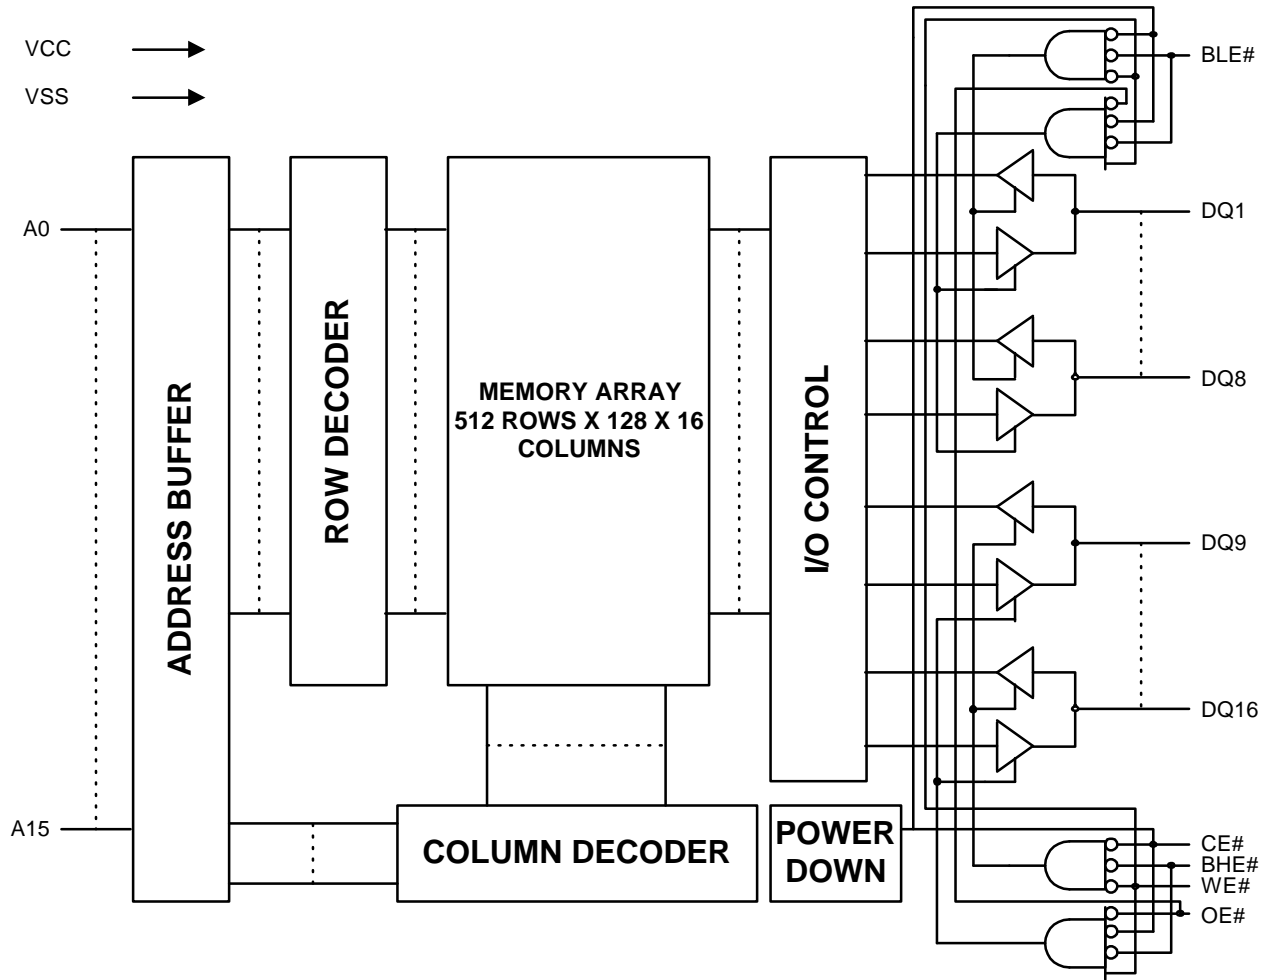 VCC
VSS
BLE#
A0
DQ1
DQ8
DQ9
DQ16
A15
ADDRESS BUFFER
ROW DECODER
MEMORY ARRAY
512 ROWS X 128 X 16
COLUMNS
I/O CONTROL
COLUMN DECODER
POWER
DOWN
CE#
BHE#
WE#
OE#